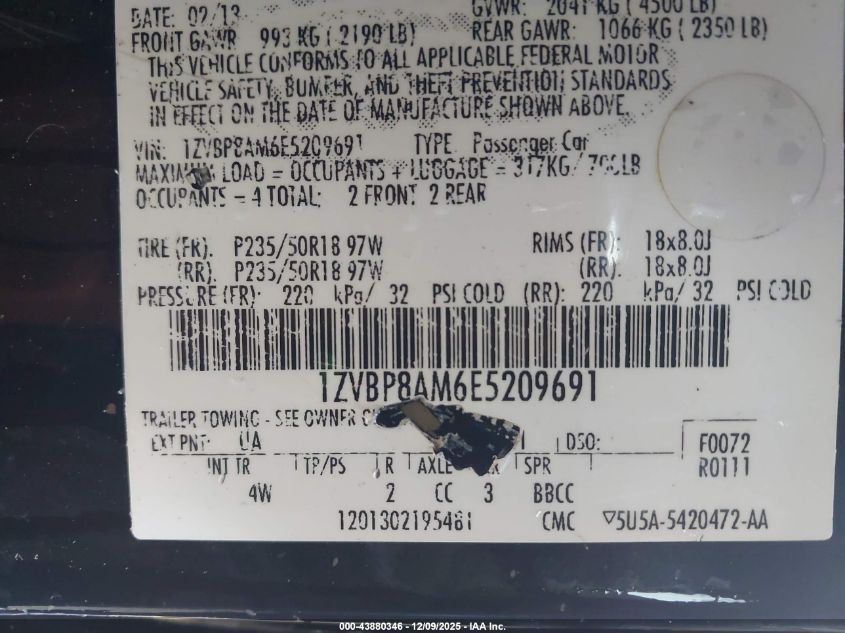 DATE: 02/13 GVWR: 2041 KG ( 4500 LB)
FRONT GAWR 993 KG ( 2190 LB) REAR GAWR: 1066 KG ( 2350 LB)
THIS VEHICLE CONFORMS TO ALL APPLICABLE FEDERAL MOTOR
VEHICLE SAFETY, BUMPER, AND THEFT PREVENTION STANDARDS
IN EFFECT ON THE DATE OF MANUFACTURE SHOWN ABOVE.
VIN: 1ZVBP8AM6E5209691 TYPE Passenger Car
MAXIMUM LOAD = OCCUPANTS + LUGGAGE = 317KG/ LB
OCCUPANTS = 4 TOTAL: 2 FRONT 2 REAR
TIRE (FR). P235/50R18 97W RIMS (FR): 18x8.0J
(RR). P235/50R18 97W (RR). 18x8.0J
PRESSURE (FR): 220 kPa/ 32 PSI COLD (RR): 220 kPa/ 32 PSI COLD
1ZVBP8AM6E5209691
TRAILER TOWING - SEE OWNER
EXT PNT: UA DSO: F0072
R0111
INT TR TP/PS R AXLE SPR
4W 2 CC 3 BBCC
1201302195481 CMC ▽5U5A-5420472-AA
000-43880346 - 12/09/2025 - IAA Inc.